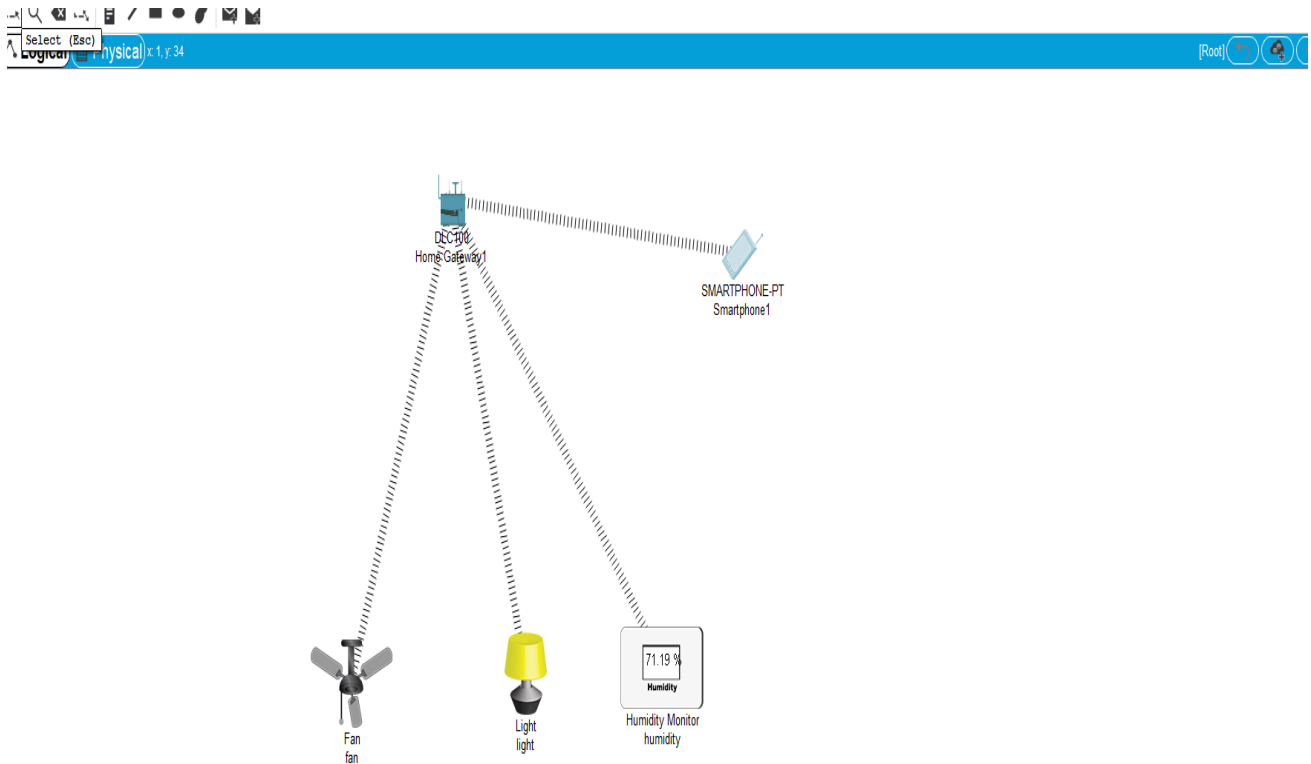 Select (Esc)
Logical
Physical
x: 1, y: 34
[Root]
DLC100
Home Gateway1
SMARTPHONE-PT
Smartphone1
71.19 %
Humidity
Fan
fan
Light
light
Humidity Monitor
humidity